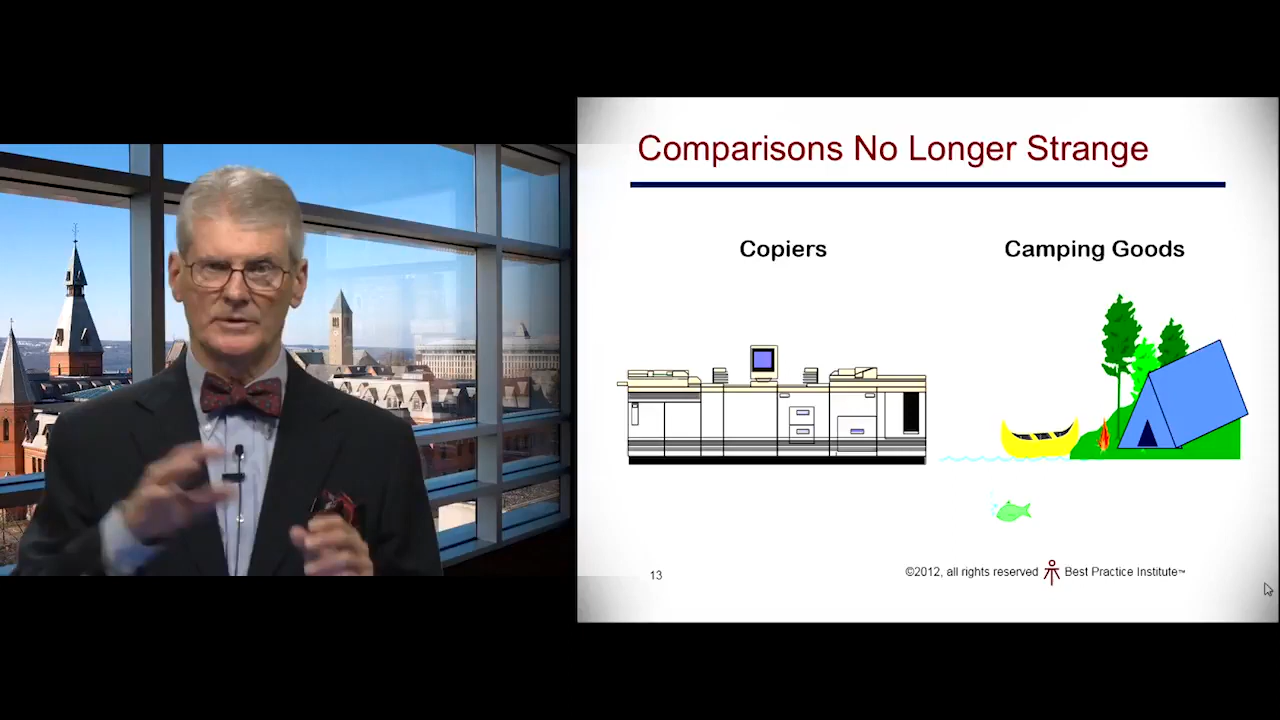 Comparisons No Longer Strange
Copiers
Camping Goods
13
©2012, all rights reserved Best Practice Institute™